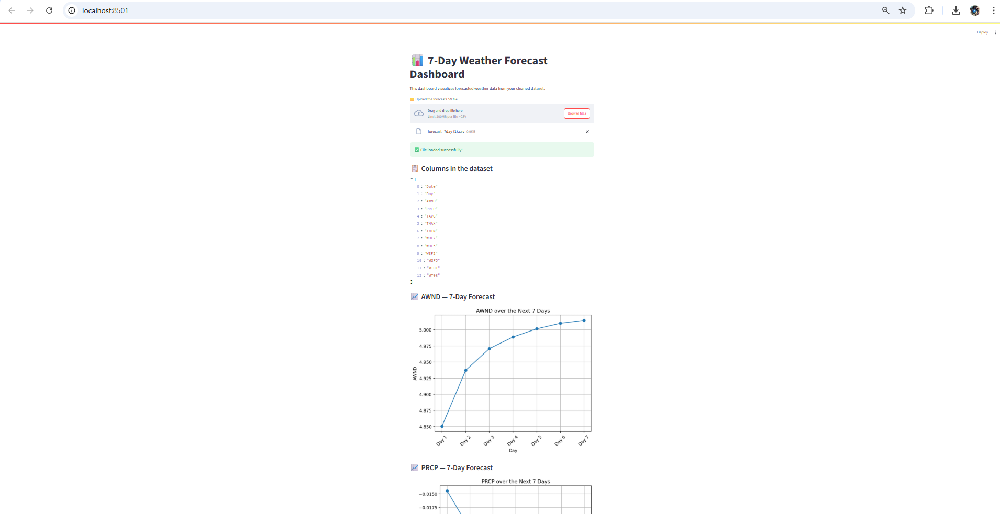 localhost:8501
Deploy
7-Day Weather Forecast
Dashboard
This dashboard visualizes forecasted weather data from your cleaned dataset.
Upload the forecast CSV file
Drag and drop file here
Limit 200MB per file • CSV
Browse files
forecast_7day (1).csv 0.9KB
File loaded successfully!
Columns in the dataset
[
0 : "Date"
1 : "Day"
2 : "AWND"
3 : "PRCP"
4 : "TAVG"
5 : "TMAX"
6 : "TMIN"
7 : "WDF2"
8 : "WDF5"
9 : "WSF2"
10 : "WSF5"
11 : "WT01"
12 : "WT08"
]
AWND — 7-Day Forecast
AWND over the Next 7 Days
5.000
4.975
4.950
4.925
4.900
4.875
4.850
AWND
Day 1
Day 2
Day 3
Day 4
Day 5
Day 6
Day 7
Day
PRCP — 7-Day Forecast
PRCP over the Next 7 Days
−0.0150
−0.0175